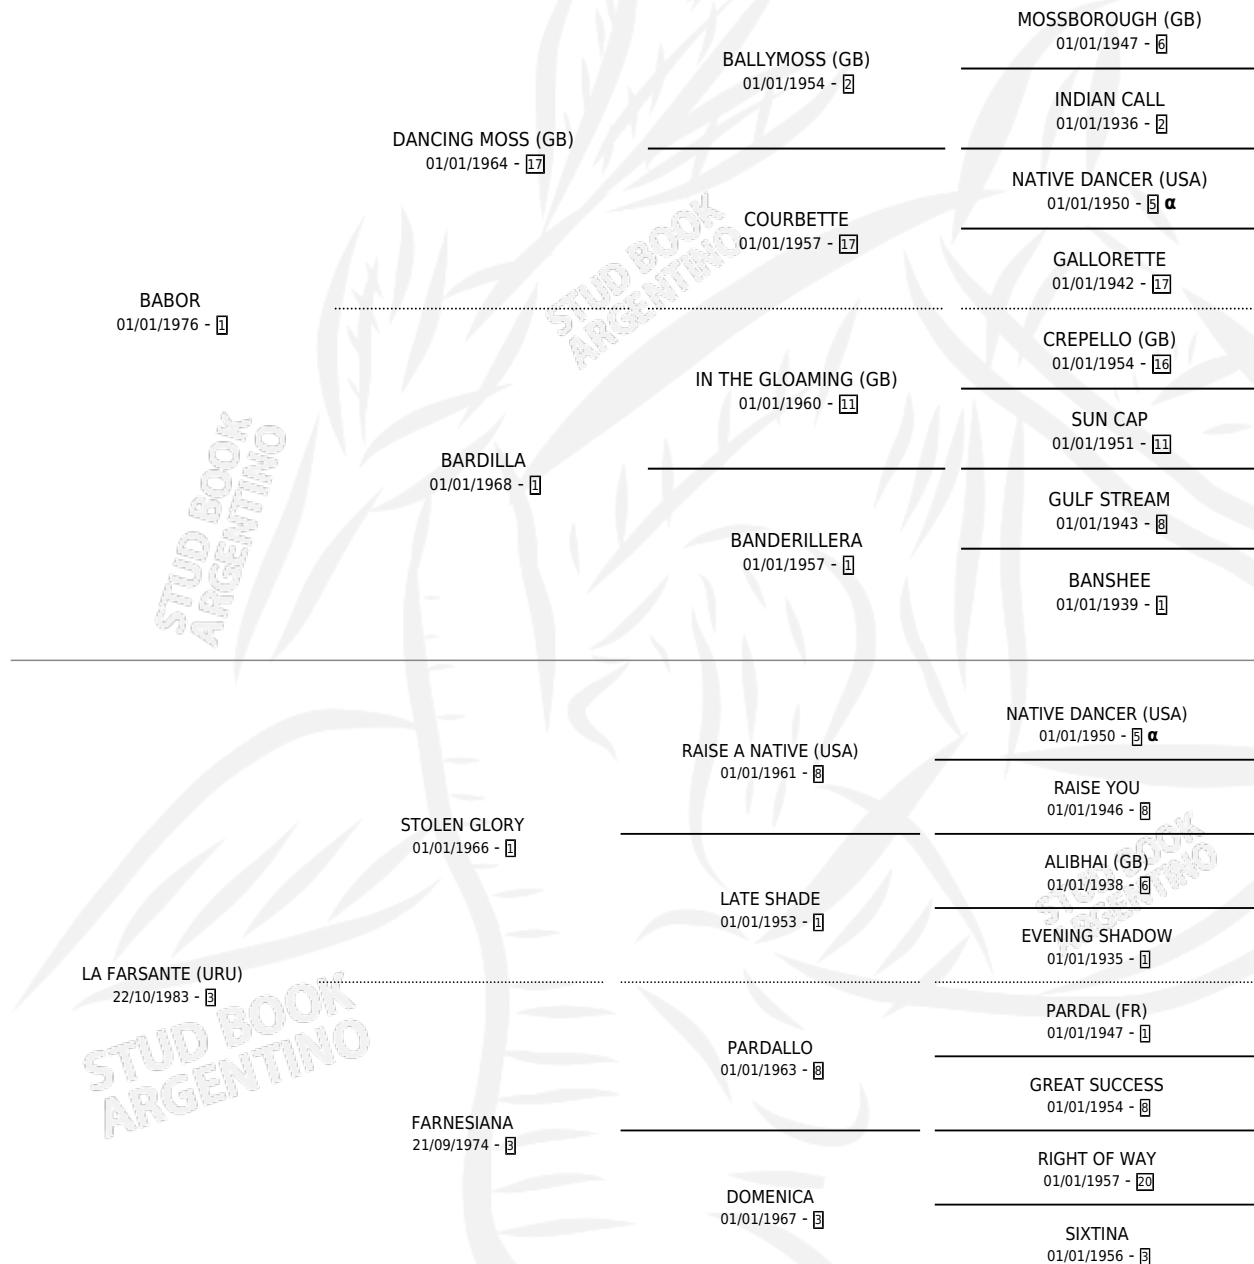 MOSSBOROUGH (GB)
01/01/1947 - 6
BALLYMOSS (GB)
01/01/1954 - 2
INDIAN CALL
01/01/1936 - 2
DANCING MOSS (GB)
01/01/1964 - 17
NATIVE DANCER (USA)
01/01/1950 - 5 α
COURBETTE
01/01/1957 - 17
GALLORETTE
01/01/1942 - 17
BABOR
01/01/1976 - 1
CREPELLO (GB)
01/01/1954 - 16
IN THE GLOAMING (GB)
01/01/1960 - 11
SUN CAP
01/01/1951 - 11
BARDILLA
01/01/1968 - 1
GULF STREAM
01/01/1943 - 8
BANDERILLERA
01/01/1957 - 1
BANSHEE
01/01/1939 - 1
NATIVE DANCER (USA)
01/01/1950 - 5 α
RAISE A NATIVE (USA)
01/01/1961 - 8
RAISE YOU
01/01/1946 - 8
STOLEN GLORY
01/01/1966 - 1
ALIBHAI (GB)
01/01/1938 - 6
LATE SHADE
01/01/1953 - 1
EVENING SHADOW
01/01/1935 - 1
LA FARSANTE (URU)
22/10/1983 - 3
PARDAL (FR)
01/01/1947 - 1
PARDALLO
01/01/1963 - 8
GREAT SUCCESS
01/01/1954 - 8
FARNESIANA
21/09/1974 - 3
RIGHT OF WAY
01/01/1957 - 20
DOMENICA
01/01/1967 - 3
SIXTINA
01/01/1956 - 3
STUD BOOK
ARGENTINO
STUD BOOK
ARGENTINO
STUD BOOK
ARGENTINO
STUD BOOK
ARGENTINO